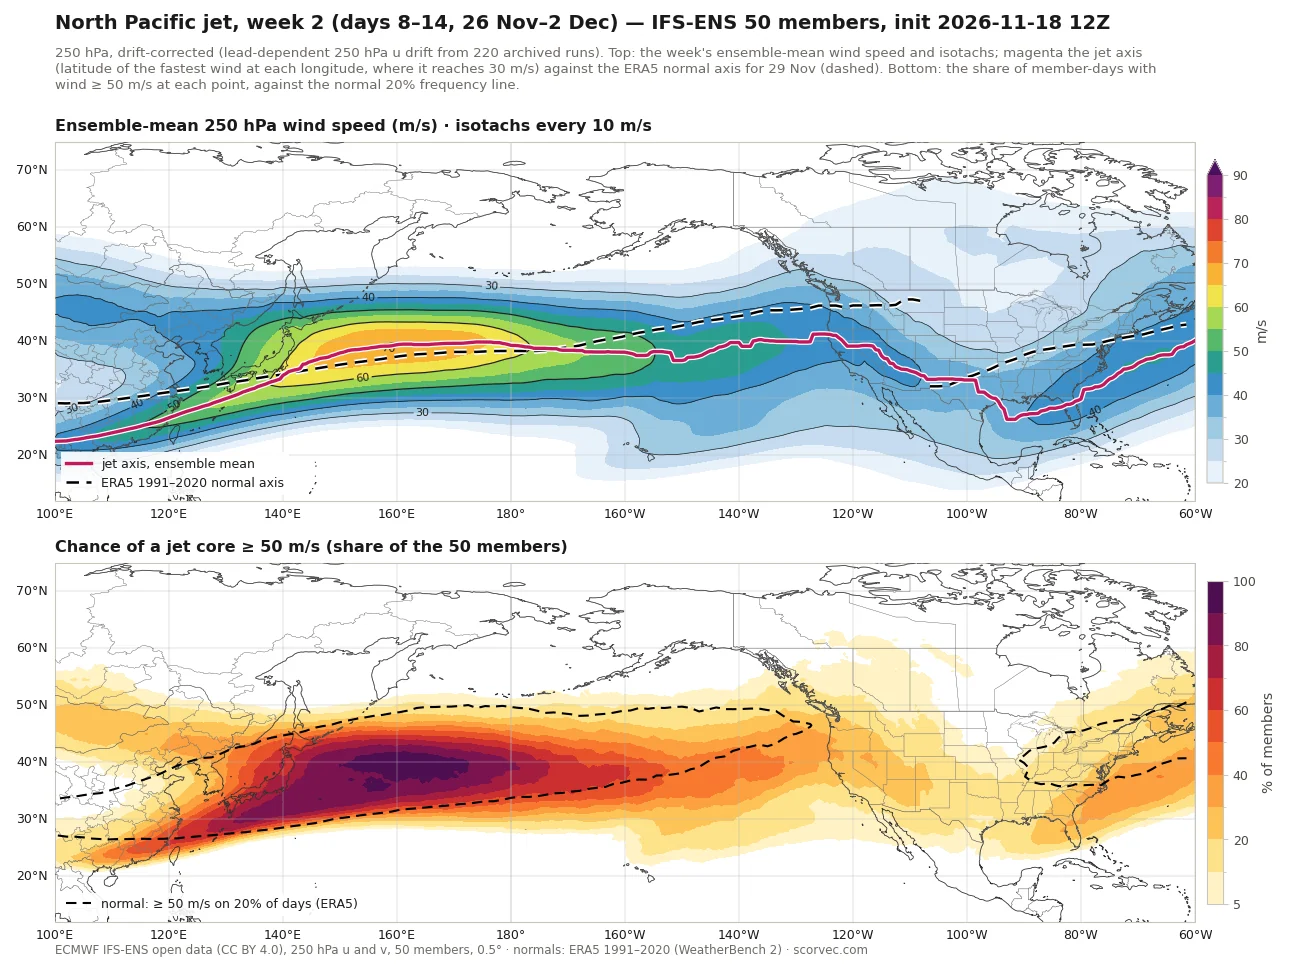 North Pacific jet, week 2 (days 8–14, 26 Nov–2 Dec) — IFS-ENS 50 members, init 2026-11-18 12Z
250 hPa, drift-corrected (lead-dependent 250 hPa u drift from 220 archived runs). Top: the week's ensemble-mean wind speed and isotachs; magenta the jet axis
(latitude of the fastest wind at each longitude, where it reaches 30 m/s) against the ERA5 normal axis for 29 Nov (dashed). Bottom: the share of member-days with
wind ≥ 50 m/s at each point, against the normal 20% frequency line.
Ensemble-mean 250 hPa wind speed (m/s) · isotachs every 10 m/s
70°N
60°N
50°N
40°N
30°N
20°N
30
40
30
40
50
60
30
40
jet axis, ensemble mean
ERA5 1991–2020 normal axis
100°E 120°E 140°E 160°E 180° 160°W 140°W 120°W 100°W 80°W 60°W
90
80
70
60
50
40
30
20
m/s
Chance of a jet core ≥ 50 m/s (share of the 50 members)
70°N
60°N
50°N
40°N
30°N
20°N
normal: ≥ 50 m/s on 20% of days (ERA5)
100°E 120°E 140°E 160°E 180° 160°W 140°W 120°W 100°W 80°W 60°W
100
80
60
40
20
5
% of members
ECMWF IFS-ENS open data (CC BY 4.0), 250 hPa u and v, 50 members, 0.5° · normals: ERA5 1991–2020 (WeatherBench 2) · scorvec.com